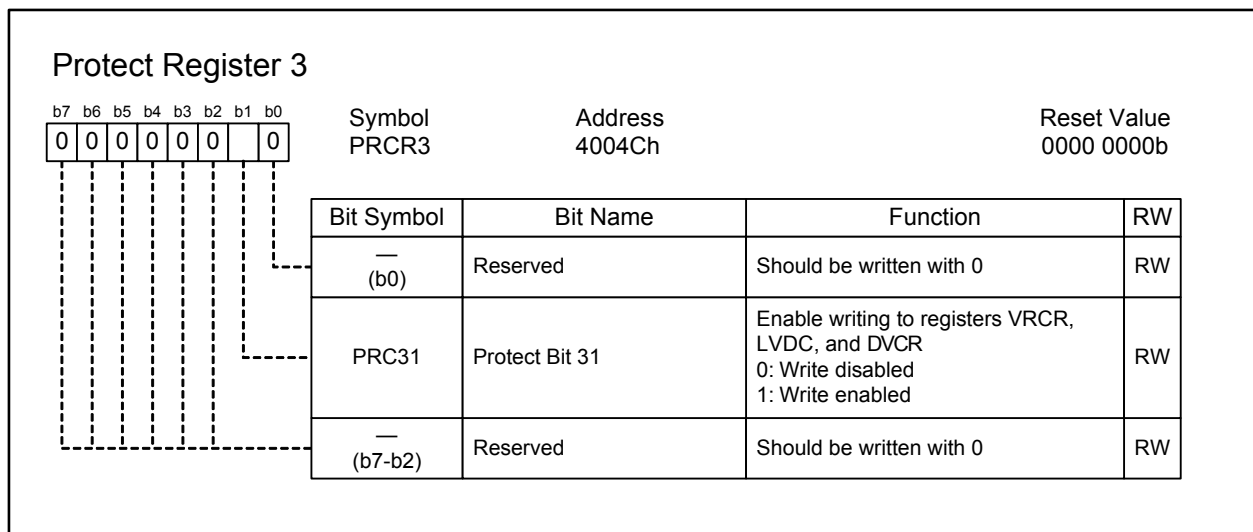 Protect Register 3
b7 b6 b5 b4 b3 b2 b1 b0
0 0 0 0 0 0 0
Symbol Address Reset Value
PRCR3 4004Ch 0000 0000b
Bit Symbol Bit Name Function RW
—
(b0) Reserved Should be written with 0 RW
PRC31 Protect Bit 31 Enable writing to registers VRCR,
LVDC, and DVCR
0: Write disabled
1: Write enabled RW
—
(b7-b2) Reserved Should be written with 0 RW